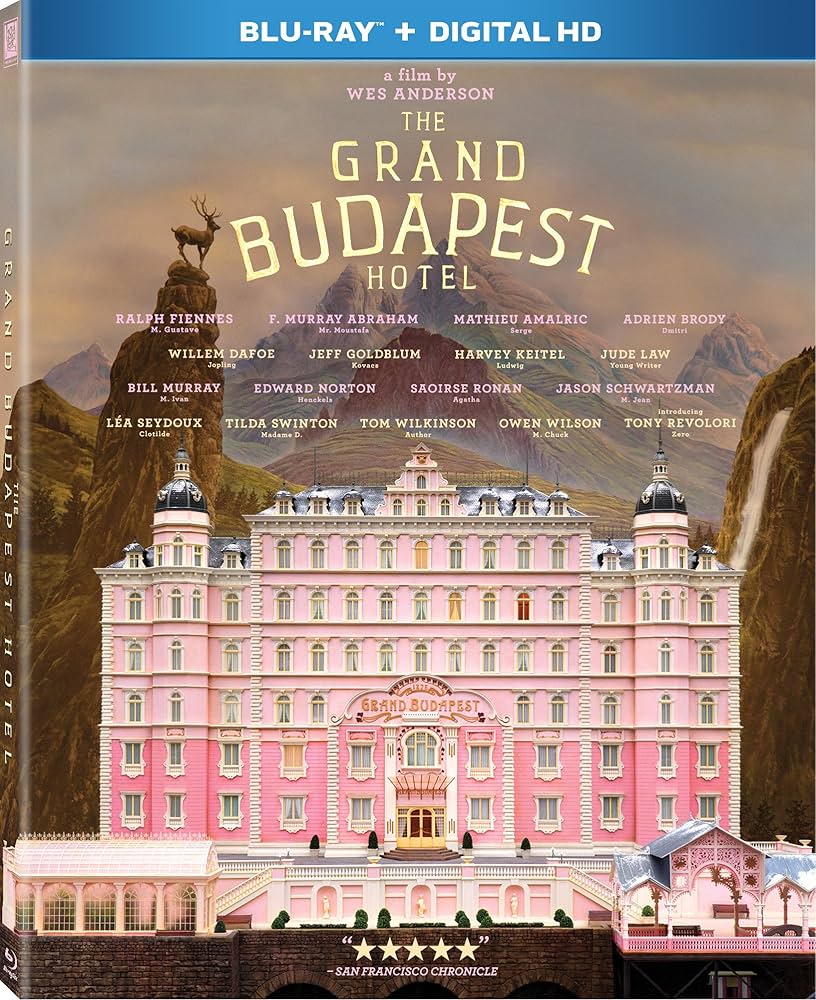 BLU-RAY™ + DIGITAL HD
a film by
WES ANDERSON
THE
GRAND
BUDAPEST
HOTEL
RALPH FIENNES F. MURRAY ABRAHAM MATHIEU AMALRIC ADRIEN BRODY
M. Gustave Mr. Moustafa Serge Dmitri
WILLEM DAFOE JEFF GOLDBLUM HARVEY KEITEL JUDE LAW
Jopling Kovacs Ludwig Young Writer
BILL MURRAY EDWARD NORTON SAOIRSE RONAN JASON SCHWARTZMAN
M. Ivan Henckels Agatha M. Jean
introducing
LÉA SEYDOUX TILDA SWINTON TOM WILKINSON OWEN WILSON TONY REVOLORI
Clotilde Madame D. Author M. Chuck Zero
GRAND BUDAPEST
"★★★★★"
– SAN FRANCISCO CHRONICLE
THE GRAND BUDAPEST HOTEL